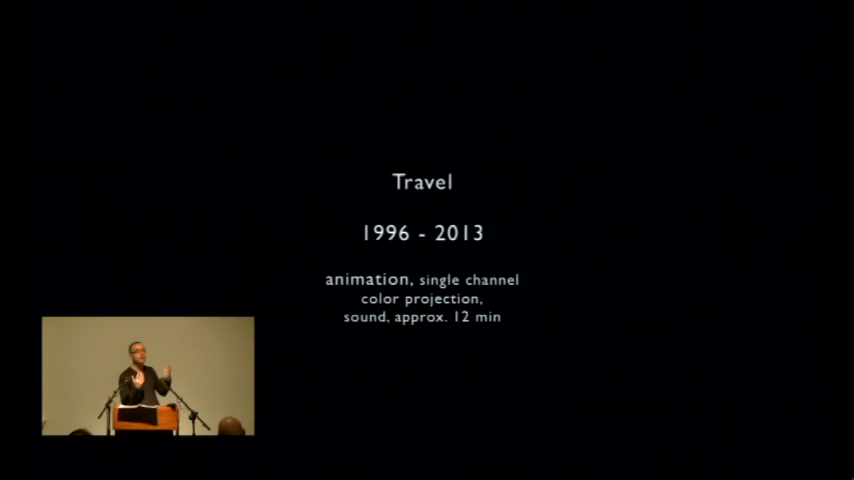 Travel
1996 - 2013
animation, single channel
color projection,
sound, approx. 12 min